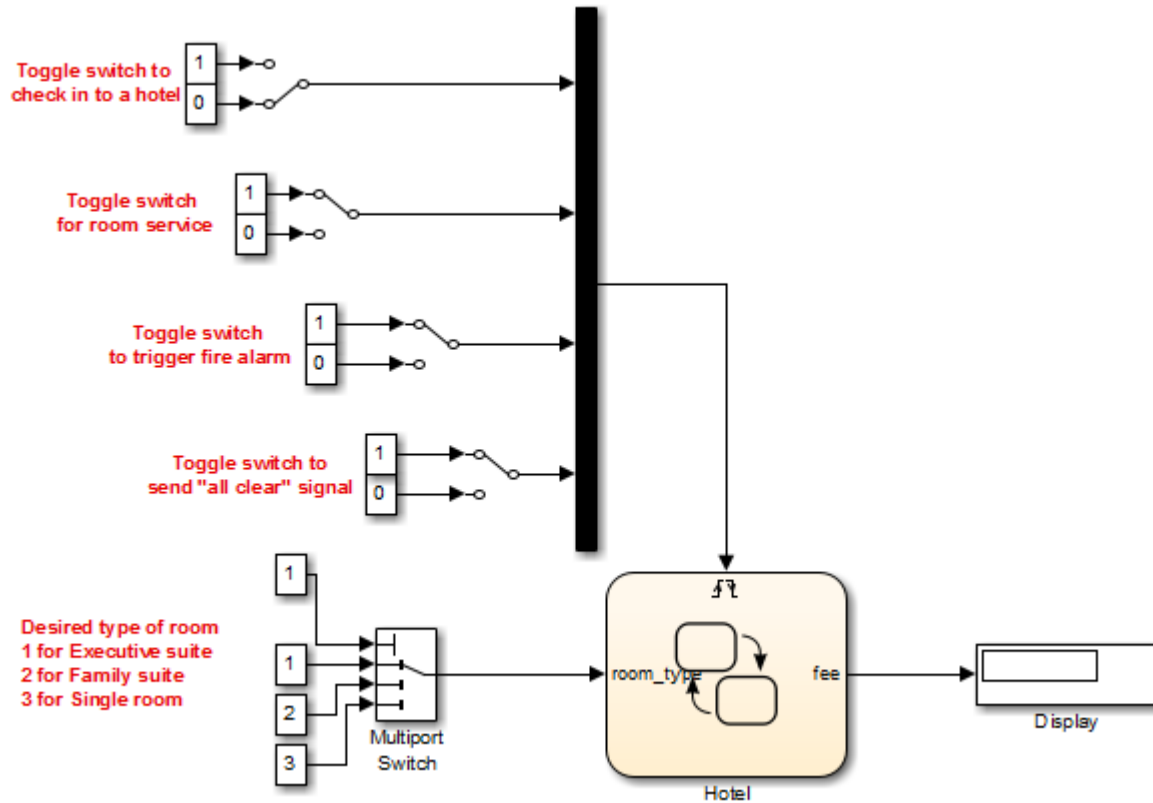 Toggle switch to
check in to a hotel
1
0
Toggle switch
for room service
1
0
Toggle switch
to trigger fire alarm
1
0
Toggle switch to
send "all clear" signal
1
0
Desired type of room
1 for Executive suite
2 for Family suite
3 for Single room
1
1
2
3
Multiport
Switch
room_type
fee
Hotel
Display